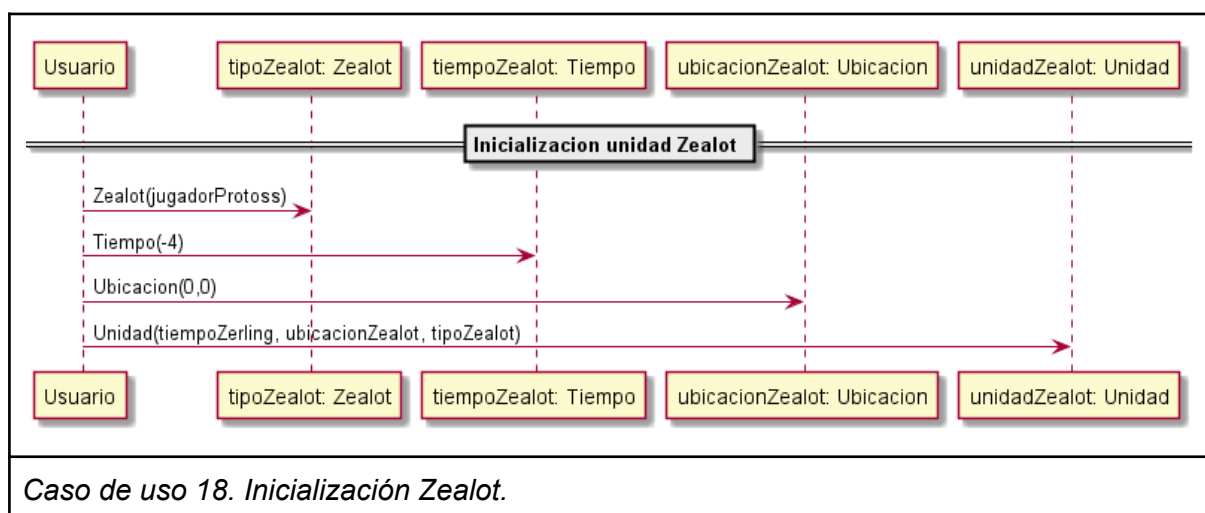 Usuario tipoZealot: Zealot tiempoZealot: Tiempo ubicacionZealot: Ubicacion unidadZealot: Unidad
Inicializacion unidad Zealot
Zealot(jugadorProtoss)
Tiempo(-4)
Ubicacion(0,0)
Unidad(tiempoZerling, ubicacionZealot, tipoZealot)
Usuario tipoZealot: Zealot tiempoZealot: Tiempo ubicacionZealot: Ubicacion unidadZealot: Unidad
Caso de uso 18. Inicialización Zealot.